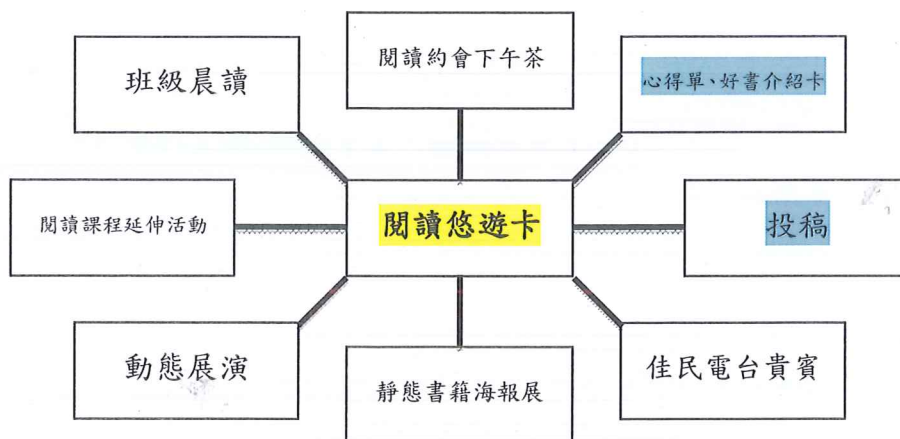 閱讀約會下午茶
班級晨讀
心得單、好書介紹卡
閱讀課程延伸活動
閱讀悠遊卡
投稿
動態展演
靜態書籍海報展
佳民電台貴賓